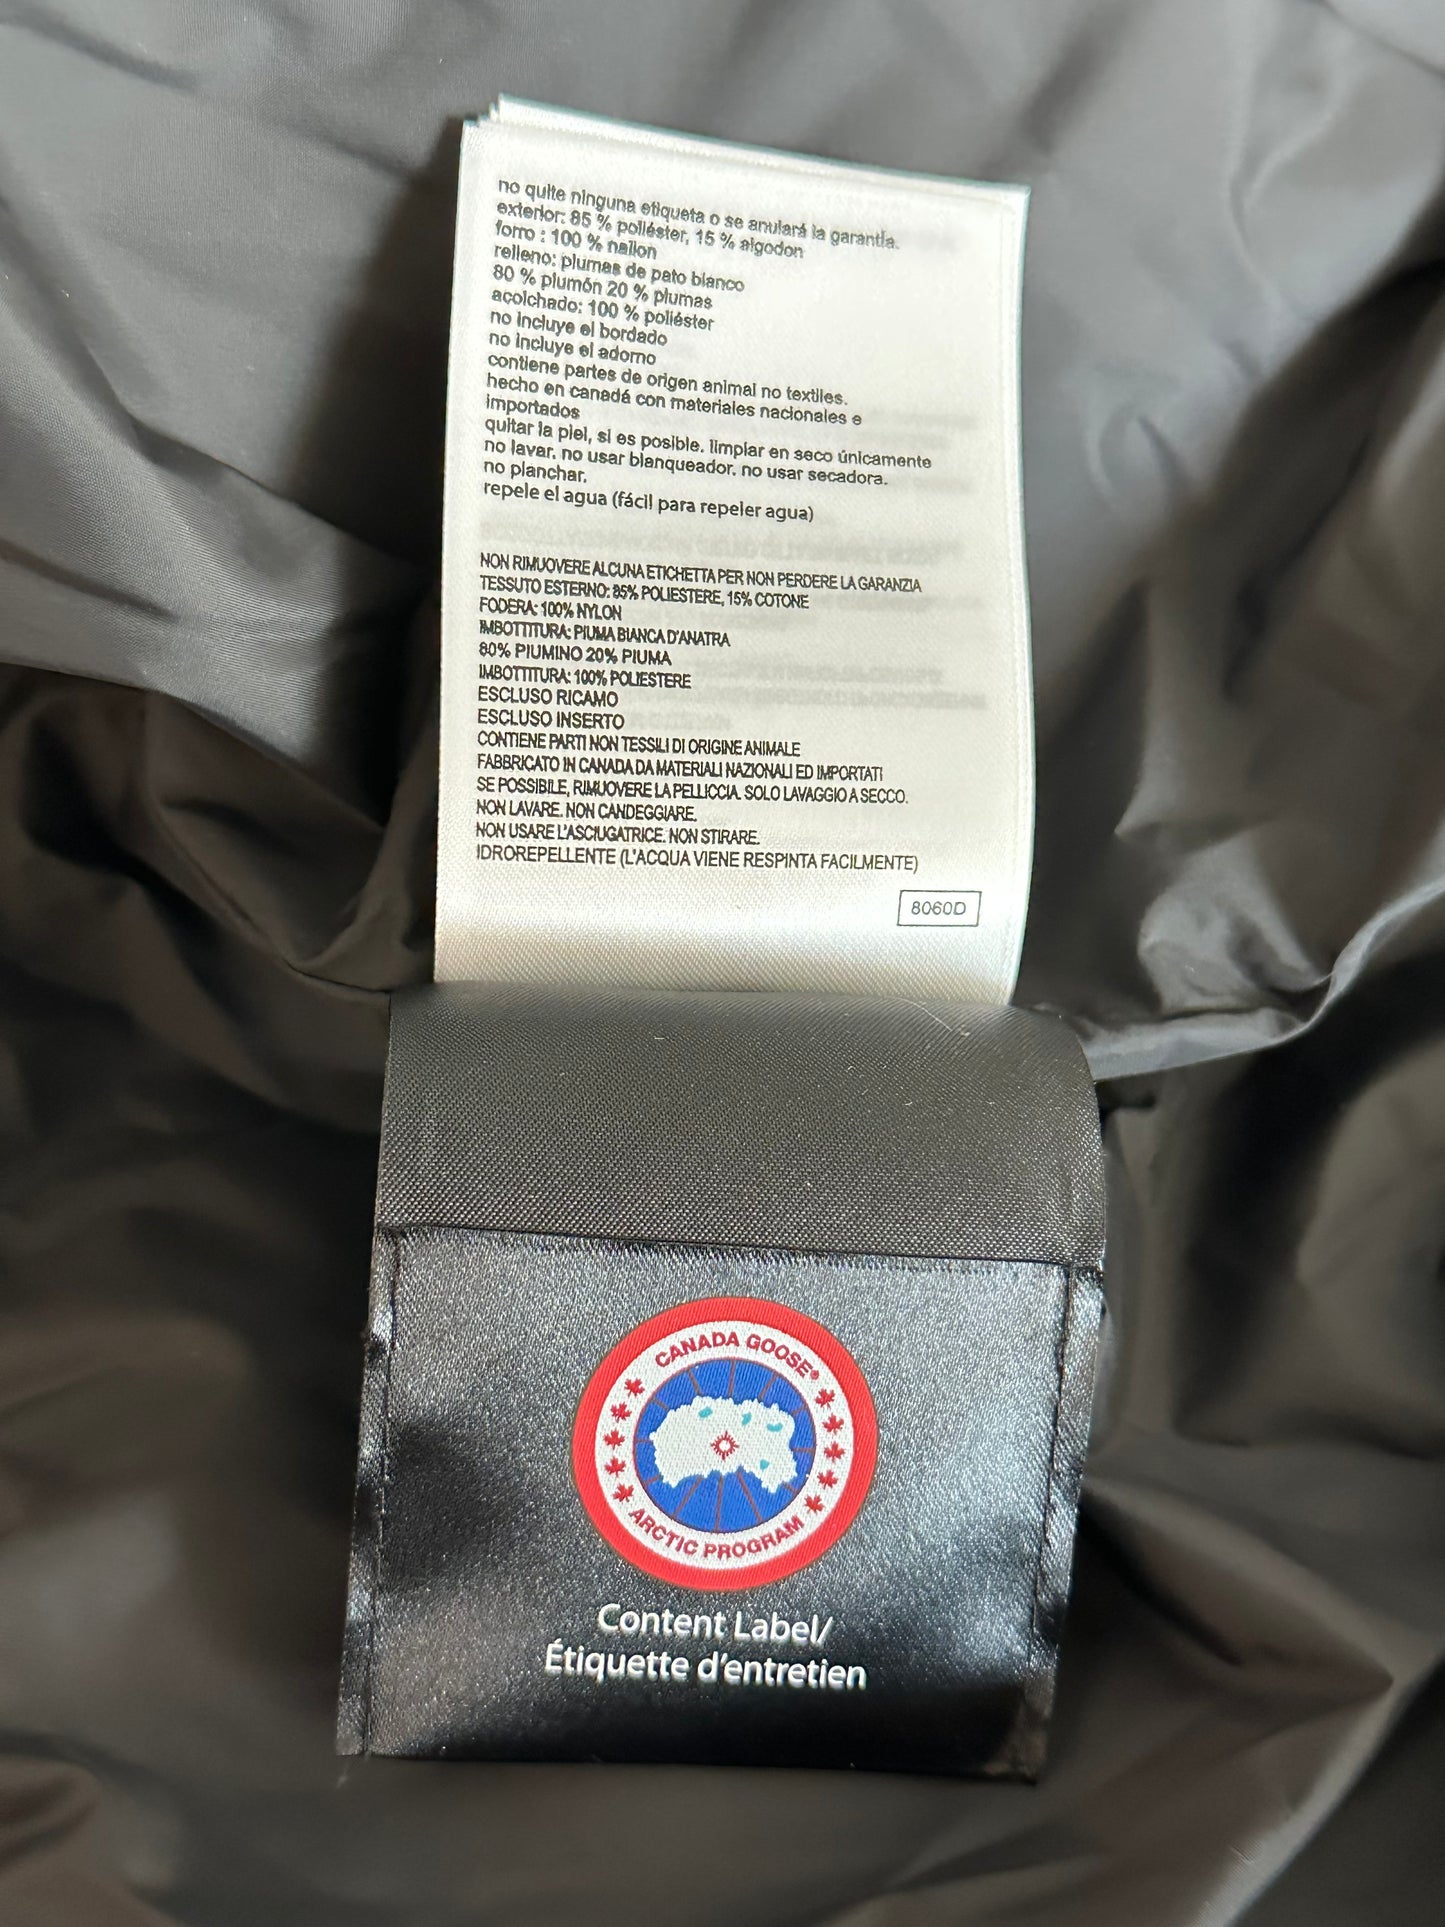 no quite ninguna etiqueta o se anulará la garantía.
exterior: 85 % poliéster, 15 % algodon
forro : 100 % nailon
relleno: plumas de pato blanco
80 % plumón 20 % plumas
acolchado: 100 % poliéster
no incluye el bordado
no incluye el adorno
contiene partes de origen animal no textiles.
hecho en canadá con materiales nacionales e
importados
quitar la piel, si es posible. limpiar en seco únicamente
no lavar. no usar blanqueador. no usar secadora.
no planchar.
repele el agua (fácil para repeler agua)
NON RIMUOVERE ALCUNA ETICHETTA PER NON PERDERE LA GARANZIA
TESSUTO ESTERNO: 85% POLIESTERE, 15% COTONE
FODERA: 100% NYLON
IMBOTTITURA: PIUMA BIANCA D'ANATRA
80% PIUMINO 20% PIUMA
IMBOTTITURA: 100% POLIESTERE
ESCLUSO RICAMO
ESCLUSO INSERTO
CONTIENE PARTI NON TESSILI DI ORIGINE ANIMALE
FABBRICATO IN CANADA DA MATERIALI NAZIONALI ED IMPORTATI
SE POSSIBILE, RIMUOVERE LA PELLICCIA. SOLO LAVAGGIO A SECCO.
NON LAVARE. NON CANDEGGIARE.
NON USARE L'ASCIUGATRICE. NON STIRARE.
IDROREPELLENTE (L'ACQUA VIENE RESPINTA FACILMENTE)
8060D
CANADA GOOSE®
ARCTIC PROGRAM
Content Label/
Étiquette d'entretien